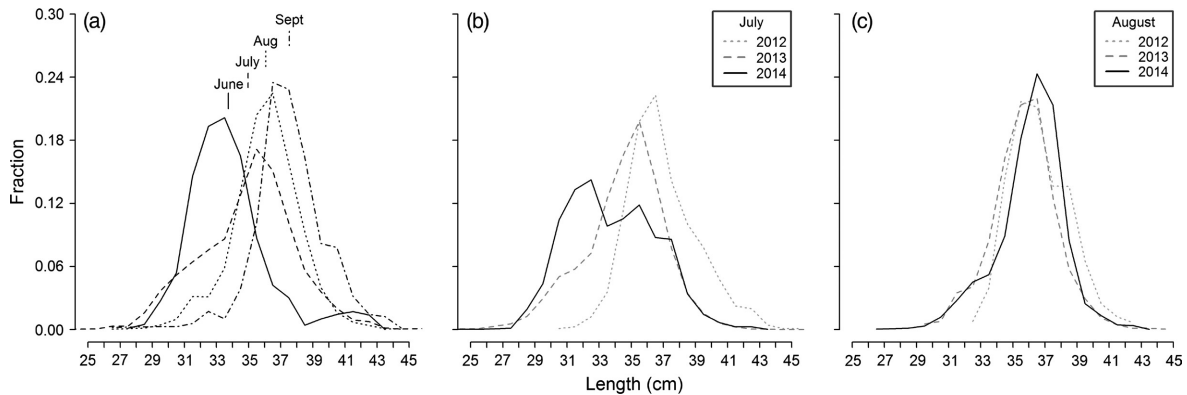 0.30
0.24
0.18
0.12
0.06
0.00
Fraction
(a)
Sept
Aug
July
June
25 27 29 31 33 35 37 39 41 43 45
(b)
July
2012
2013
2014
25 27 29 31 33 35 37 39 41 43 45
Length (cm)
(c)
August
2012
2013
2014
25 27 29 31 33 35 37 39 41 43 45